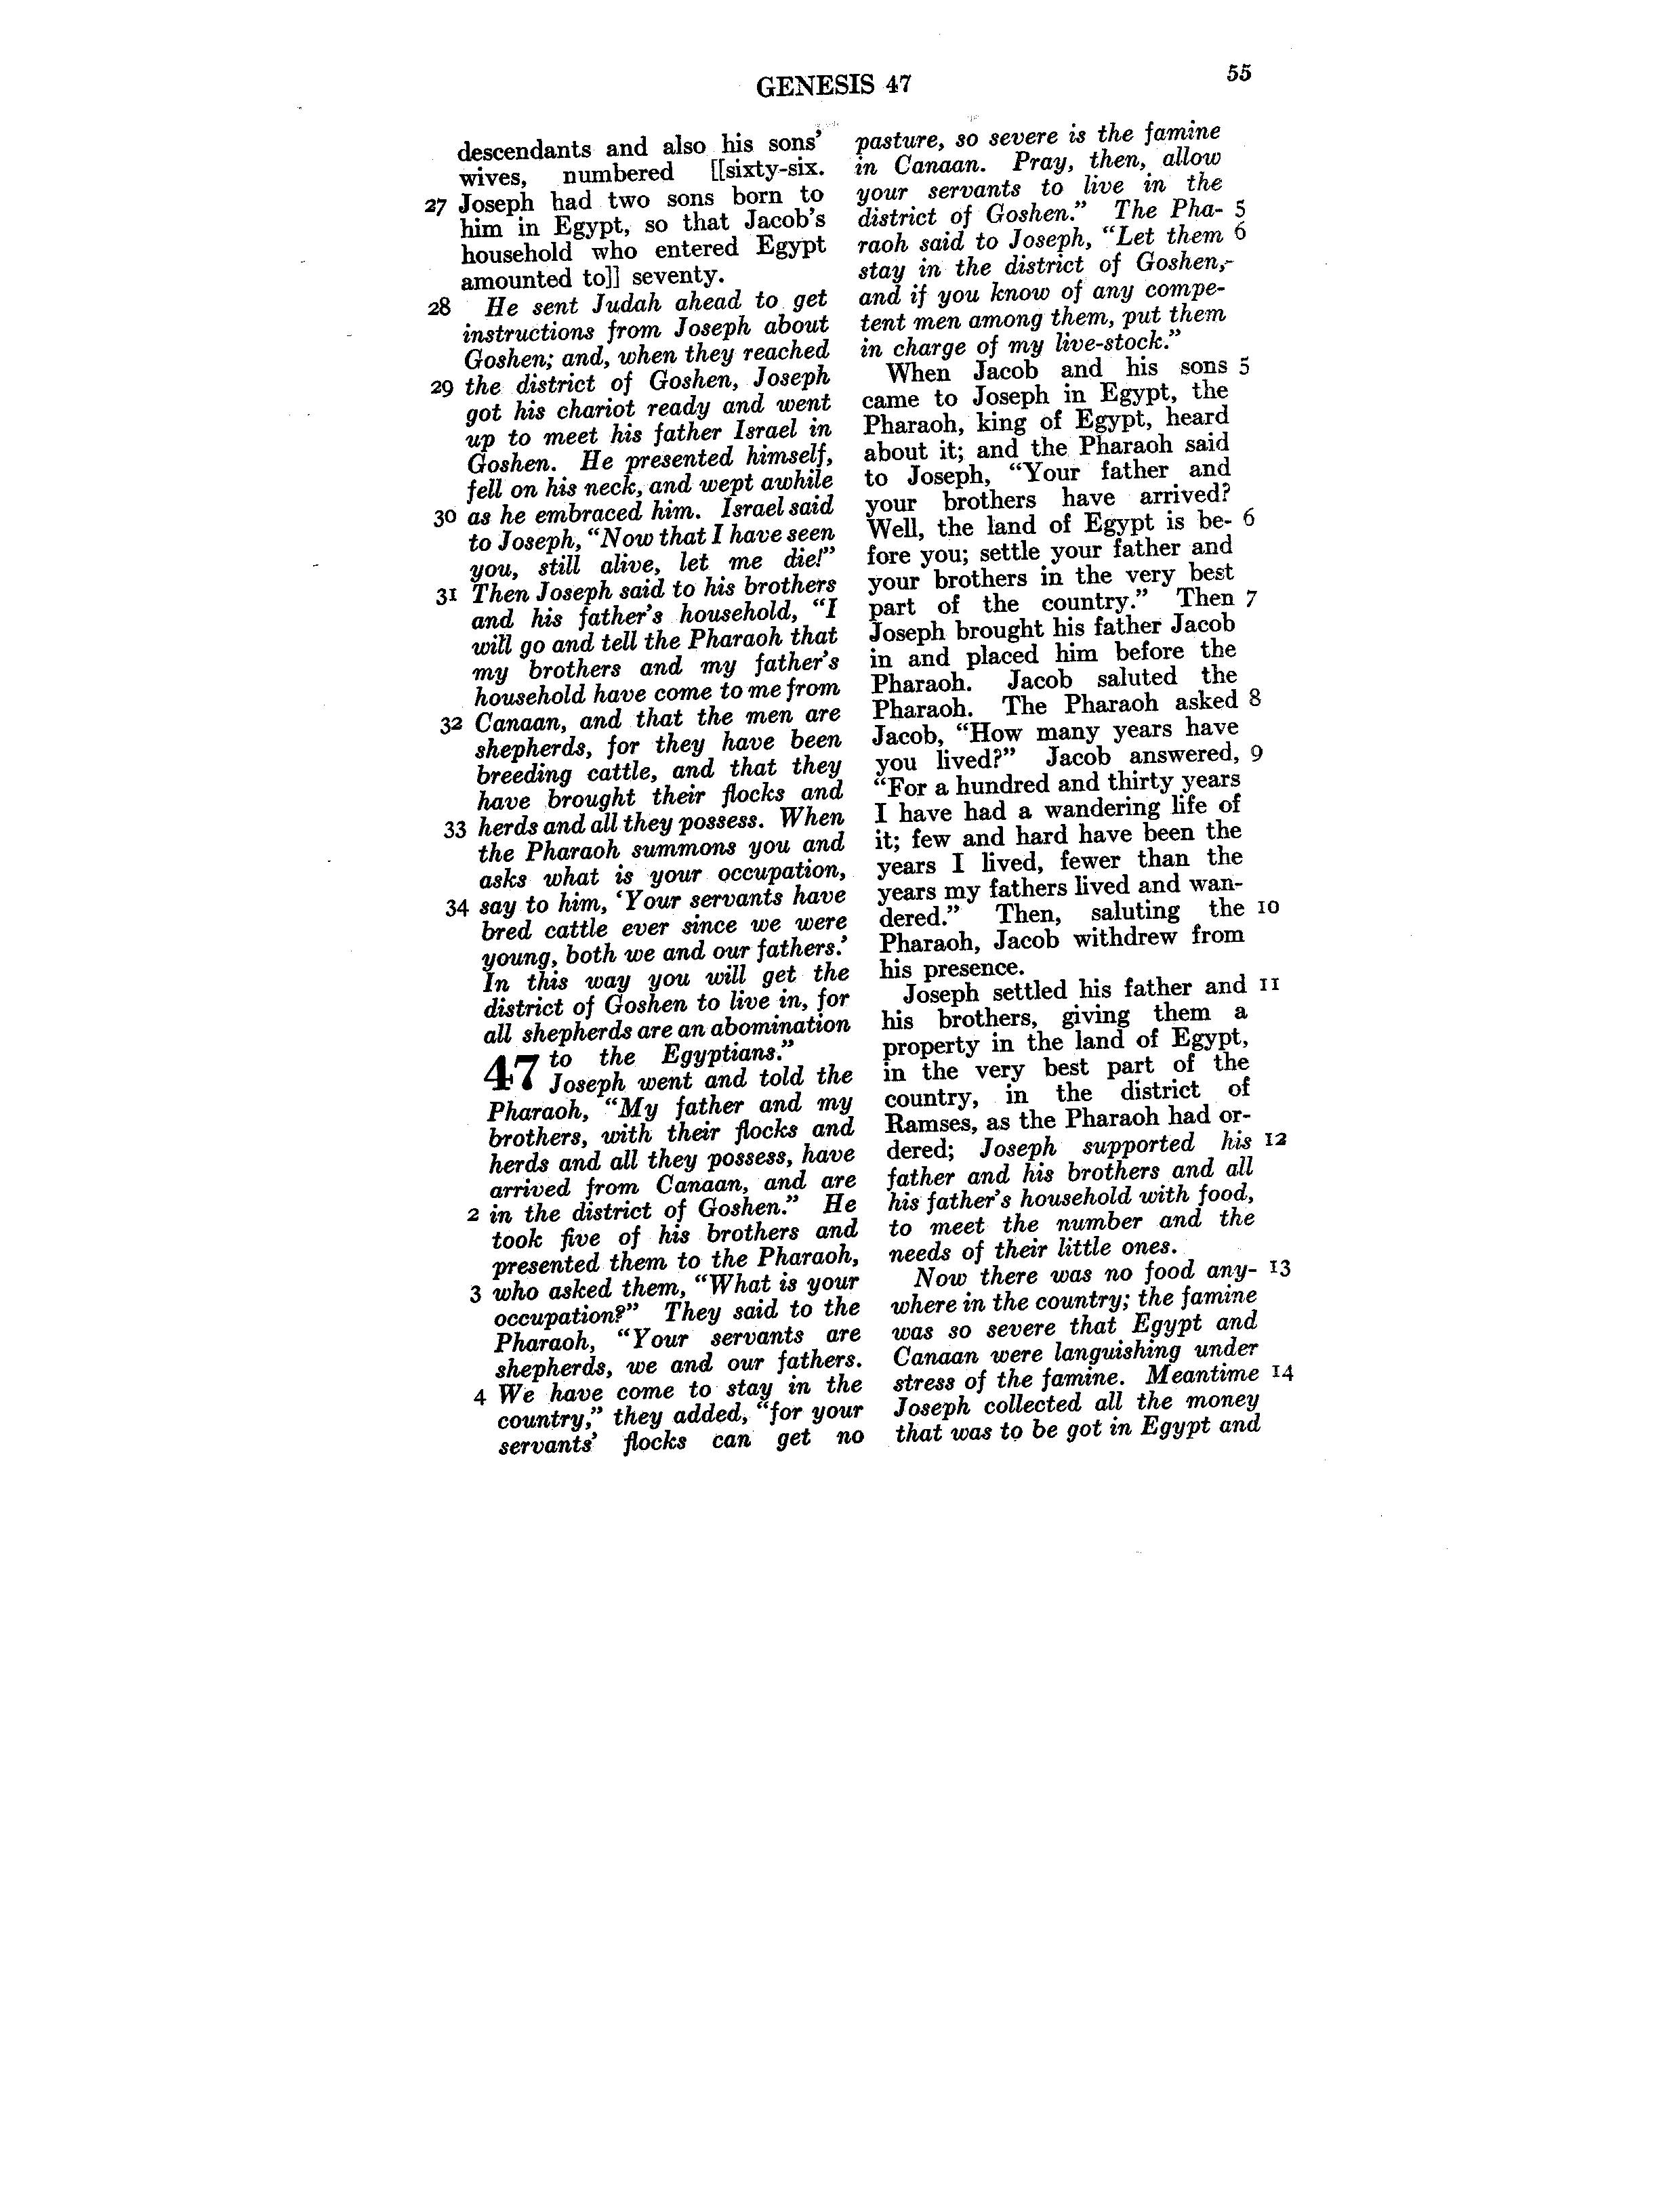 GENESIS 47
55
descendants and also his sons'
wives, numbered [[sixty-six.
27 Joseph had two sons born to
him in Egypt, so that Jacob's
household who entered Egypt
amounted to]] seventy.
28 He sent Judah ahead to get
instructions from Joseph about
Goshen; and, when they reached
29 the district of Goshen, Joseph
got his chariot ready and went
up to meet his father Israel in
Goshen. He presented himself,
fell on his neck, and wept awhile
30 as he embraced him. Israel said
to Joseph, “Now that I have seen
you, still alive, let me die!”
31 Then Joseph said to his brothers
and his father's household, “I
will go and tell the Pharaoh that
my brothers and my father's
household have come to me from
32 Canaan, and that the men are
shepherds, for they have been
breeding cattle, and that they
have brought their flocks and
33 herds and all they possess. When
the Pharaoh summons you and
asks what is your occupation,
34 say to him, ‘Your servants have
bred cattle ever since we were
young, both we and our fathers.’
In this way you will get the
district of Goshen to live in, for
all shepherds are an abomination
to the Egyptians.”
47 Joseph went and told the
Pharaoh, “My father and my
brothers, with their flocks and
herds and all they possess, have
arrived from Canaan, and are
2 in the district of Goshen.” He
took five of his brothers and
presented them to the Pharaoh,
3 who asked them, “What is your
occupation?” They said to the
Pharaoh, “Your servants are
shepherds, we and our fathers.
4 We have come to stay in the
country,” they added, “for your
servants' flocks can get no
pasture, so severe is the famine
in Canaan. Pray, then, allow
your servants to live in the
district of Goshen.” The Pha- 5
raoh said to Joseph, “Let them 6
stay in the district of Goshen,
and if you know of any compe-
tent men among them, put them
in charge of my live-stock.”
When Jacob and his sons 5
came to Joseph in Egypt, the
Pharaoh, king of Egypt, heard
about it; and the Pharaoh said
to Joseph, “Your father and
your brothers have arrived?
Well, the land of Egypt is be- 6
fore you; settle your father and
your brothers in the very best
part of the country.” Then 7
Joseph brought his father Jacob
in and placed him before the
Pharaoh. Jacob saluted the
Pharaoh. The Pharaoh asked 8
Jacob, “How many years have
you lived?” Jacob answered, 9
“For a hundred and thirty years
I have had a wandering life of
it; few and hard have been the
years I lived, fewer than the
years my fathers lived and wan-
dered.” Then, saluting the 10
Pharaoh, Jacob withdrew from
his presence.
Joseph settled his father and 11
his brothers, giving them a
property in the land of Egypt,
in the very best part of the
country, in the district of
Ramses, as the Pharaoh had or-
dered; Joseph supported his 12
father and his brothers and all
his father's household with food,
to meet the number and the
needs of their little ones.
Now there was no food any- 13
where in the country; the famine
was so severe that Egypt and
Canaan were languishing under
stress of the famine. Meantime 14
Joseph collected all the money
that was to be got in Egypt and